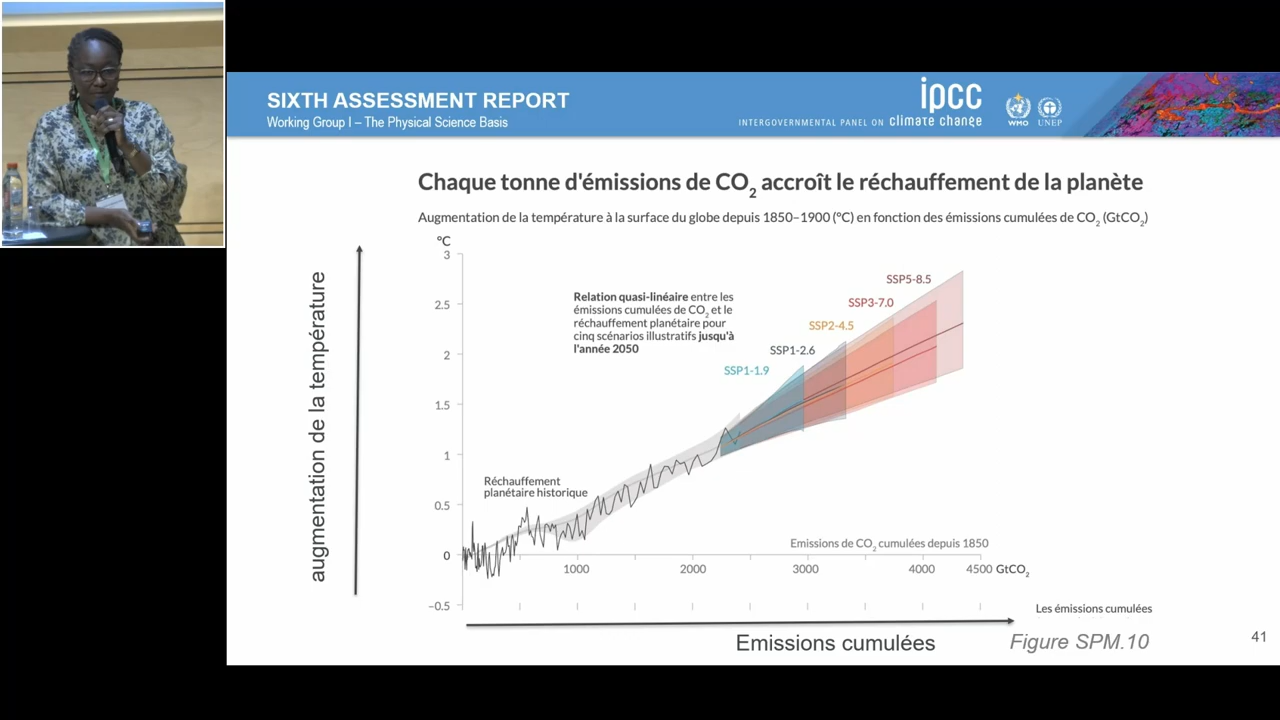 SIXTH ASSESSMENT REPORT
Working Group I – The Physical Science Basis
INTERGOVERNMENTAL PANEL ON climate change
ipcc
WMO
UNEP
Chaque tonne d'émissions de CO2 accroît le réchauffement de la planète
Augmentation de la température à la surface du globe depuis 1850–1900 (°C) en fonction des émissions cumulées de CO2 (GtCO2)
°C
3
2.5
2
1.5
1
0.5
0
–0.5
augmentation de la température
Relation quasi-linéaire entre les
émissions cumulées de CO2 et le
réchauffement planétaire pour
cinq scénarios illustratifs jusqu'à
l'année 2050
SSP5-8.5
SSP3-7.0
SSP2-4.5
SSP1-2.6
SSP1-1.9
Réchauffement
planétaire historique
Emissions de CO2 cumulées depuis 1850
1000 2000 3000 4000 4500 GtCO2
Les émissions cumulées
Emissions cumulées
Figure SPM.10
41